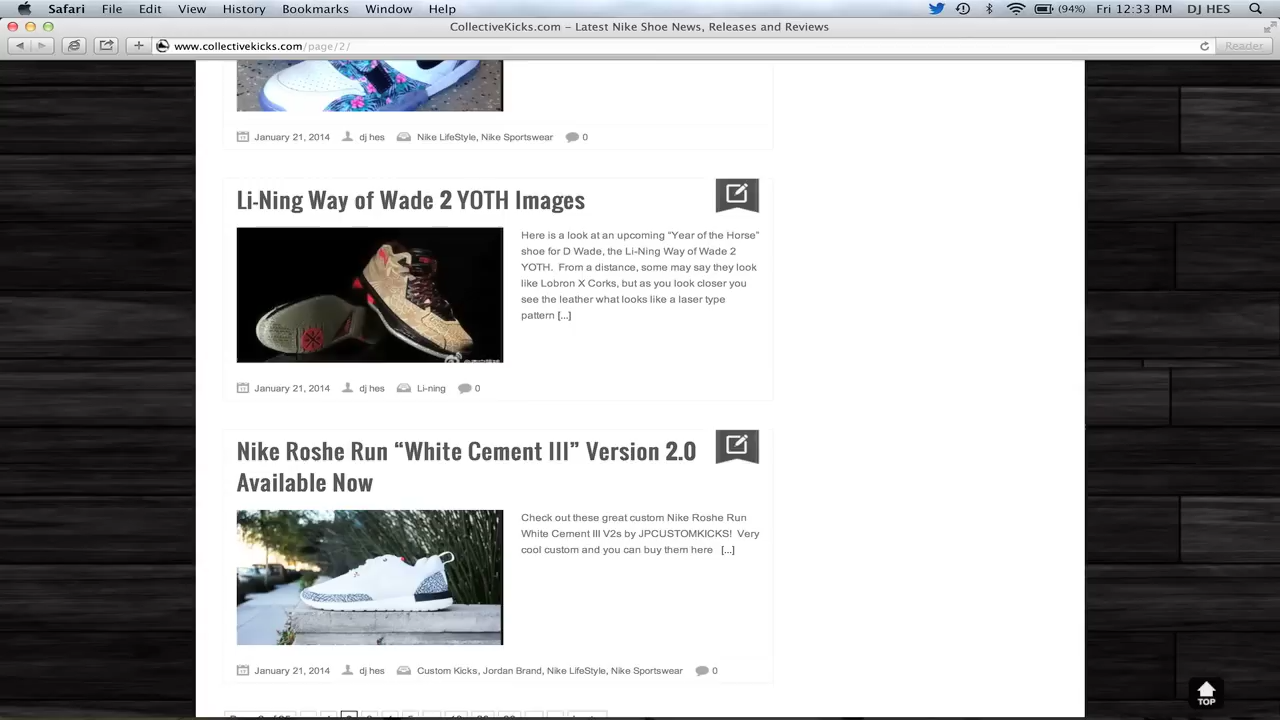 Safari File Edit View History Bookmarks Window Help (94%) Fri 12:33 PM DJ HES
CollectiveKicks.com – Latest Nike Shoe News, Releases and Reviews
www.collectivekicks.com/page/2/ Reader
January 21, 2014 dj hes Nike LifeStyle, Nike Sportswear 0
Li-Ning Way of Wade 2 YOTH Images
Here is a look at an upcoming “Year of the Horse”
shoe for D Wade, the Li-Ning Way of Wade 2
YOTH. From a distance, some may say they look
like Lobron X Corks, but as you look closer you
see the leather what looks like a laser type
pattern [...]
January 21, 2014 dj hes Li-ning 0
Nike Roshe Run “White Cement III” Version 2.0
Available Now
Check out these great custom Nike Roshe Run
White Cement III V2s by JPCUSTOMKICKS! Very
cool custom and you can buy them here [...]
January 21, 2014 dj hes Custom Kicks, Jordan Brand, Nike LifeStyle, Nike Sportswear 0
TOP